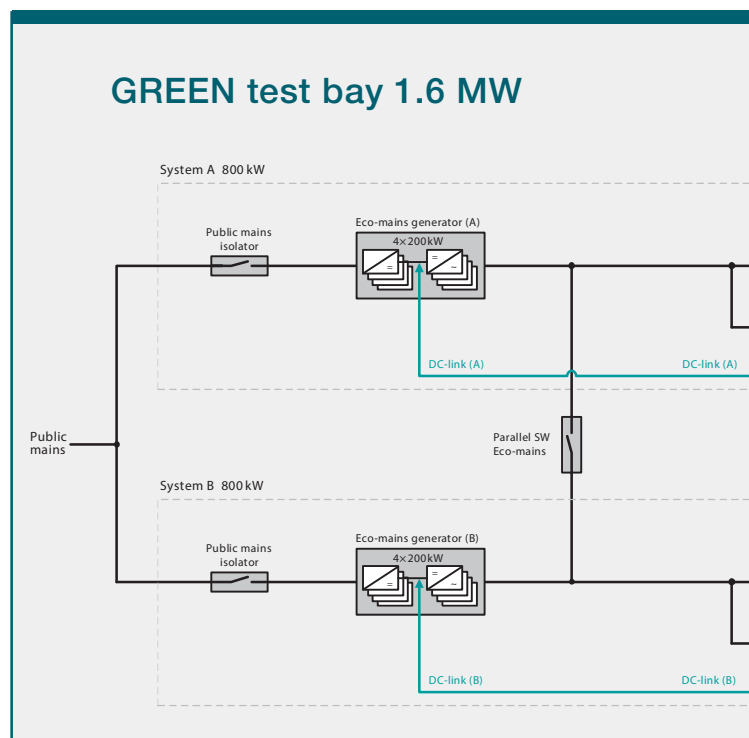 GREEN test bay 1.6 MW
System A 800 kW
Public mains
isolator
Eco-mains generator (A)
4×200kW
=
=
~
DC-link (A)
DC-link (A)
Public
mains
Parallel SW
Eco-mains
System B 800 kW
Public mains
isolator
Eco-mains generator (B)
4×200kW
=
=
~
DC-link (B)
DC-link (B)